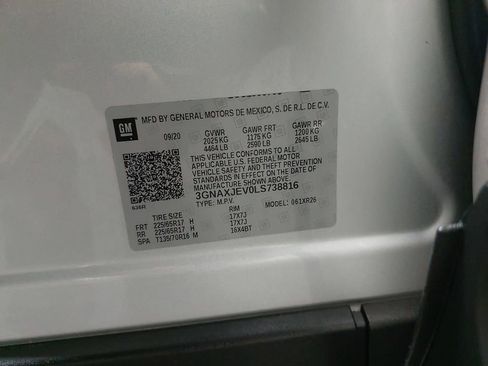 GM
MFD BY GENERAL MOTORS DE MEXICO, S. DE R.L. DE C.V.
09/20 GVWR GAWR FRT GAWR RR
2025 KG 1175 KG 1200 KG
4464 LB 2590 LB 2645 LB
THIS VEHICLE CONFORMS TO ALL
APPLICABLE U.S. FEDERAL MOTOR
VEHICLE SAFETY AND THEFT PREVENTION
STANDARDS IN EFFECT ON THE DATE OF
MANUFACTURE SHOWN ABOVE.
3GNAXJEV0LS738816
TYPE: M.P.V. MODEL: 061XR26
TIRE SIZE RIM
FRT 225/65R17 H 17X7J
RR 225/65R17 H 17X7J
SPA T135/70R16 M 16X4BT